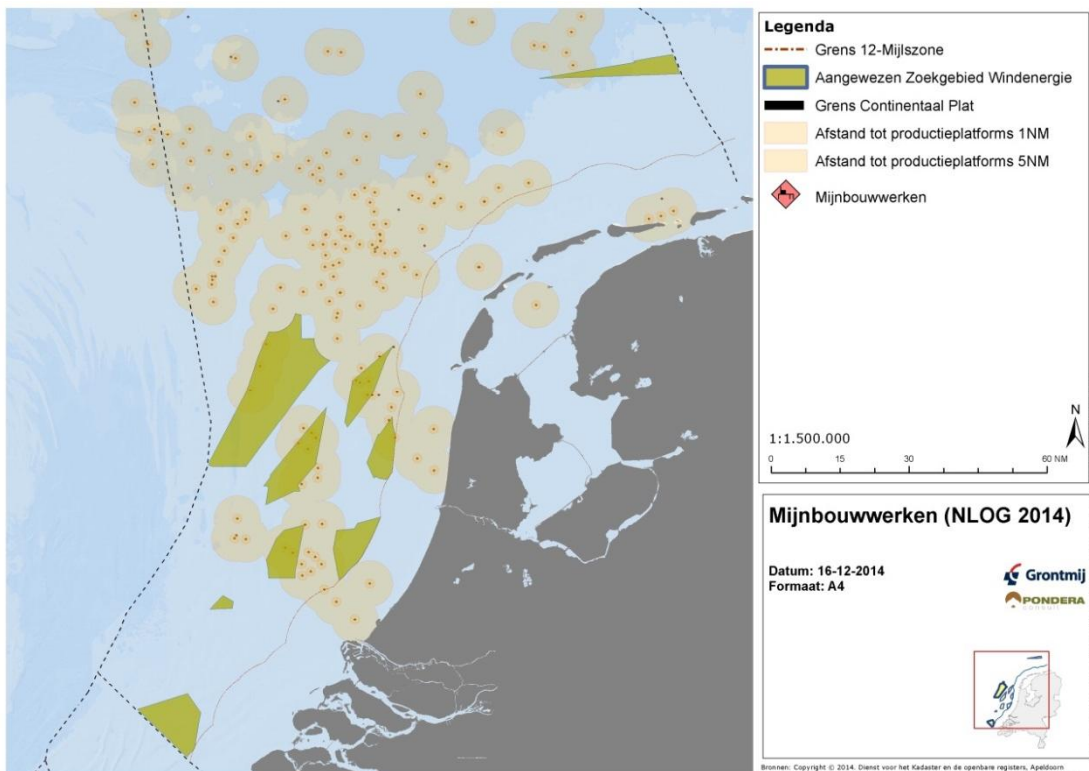 Legenda
Grens 12-Mijlszone
Aangewezen Zoekgebied Windenergie
Grens Continentaal Plat
Afstand tot productieplatforms 1NM
Afstand tot productieplatforms 5NM
Mijnbouwwerken
N
1:1.500.000
0 15 30 60 NM
Mijnbouwwerken (NLOG 2014)
Datum: 16-12-2014
Formaat: A4
Grontmij
PONDERA
Bronnen: Copyright © 2014. Dienst voor het Kadaster en de openbare registers, Apeldoorn